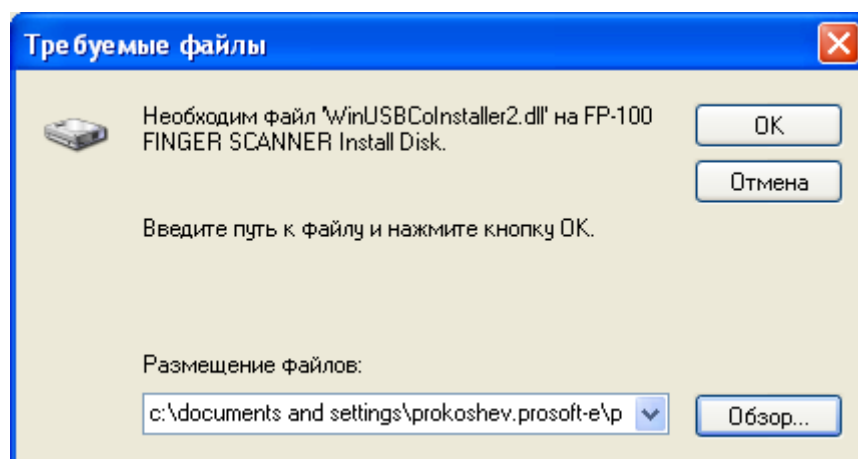 Требуемые файлы
Необходим файл 'WinUSBCoInstaller2.dll' на FP-100
FINGER SCANNER Install Disk.
OK
Отмена
Введите путь к файлу и нажмите кнопку ОК.
Размещение файлов:
c:\documents and settings\prokoshev.prosoft-e\p
Обзор...